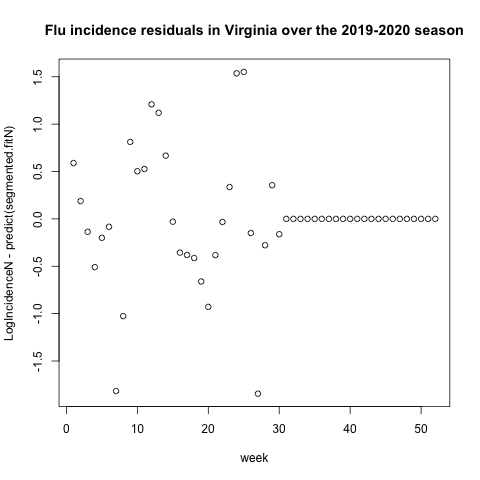 Flu incidence residuals in Virginia over the 2019-2020 season
LogIncidenceN - predict(segmented.fitN)
1.5
1.0
0.5
0.0
-0.5
-1.0
-1.5
0 10 20 30 40 50
week